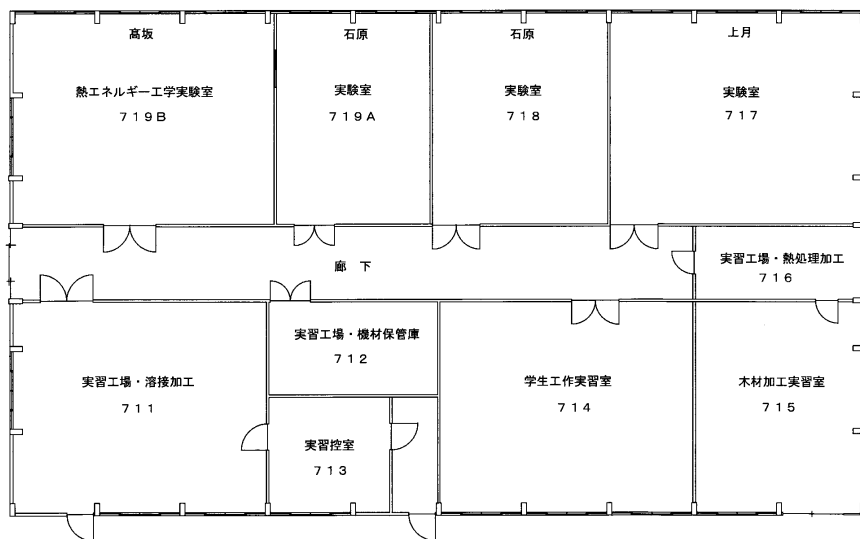 髙坂
熱エネルギー工学実験室
７１９Ｂ
石原
実験室
７１９Ａ
石原
実験室
７１８
上月
実験室
７１７
廊　下
実習工場・熱処理加工
７１６
実習工場・溶接加工
７１１
実習工場・機材保管庫
７１２
実習控室
７１３
学生工作実習室
７１４
木材加工実習室
７１５